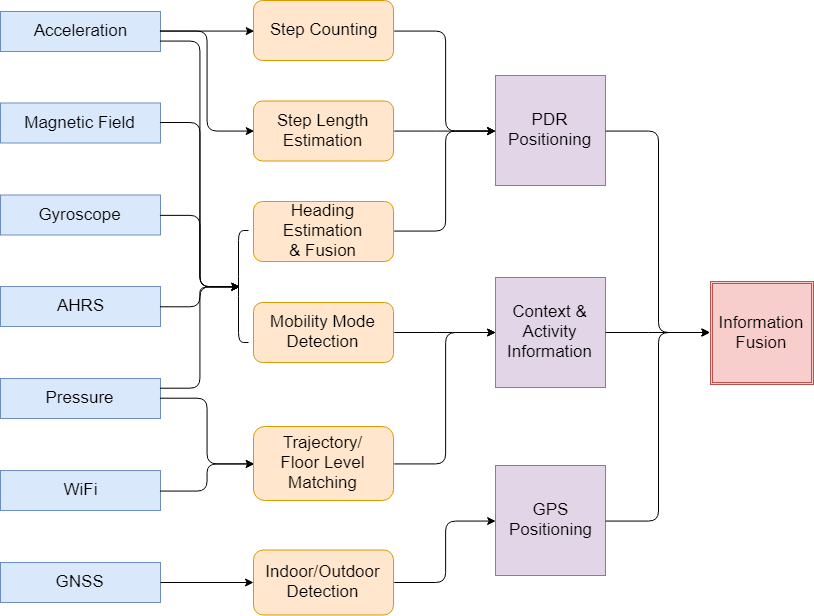 Acceleration
Magnetic Field
Gyroscope
AHRS
Pressure
WiFi
GNSS
Step Counting
Step Length
Estimation
Heading
Estimation
& Fusion
Mobility Mode
Detection
Trajectory/
Floor Level
Matching
Indoor/Outdoor
Detection
PDR
Positioning
Context &
Activity
Information
GPS
Positioning
Information
Fusion